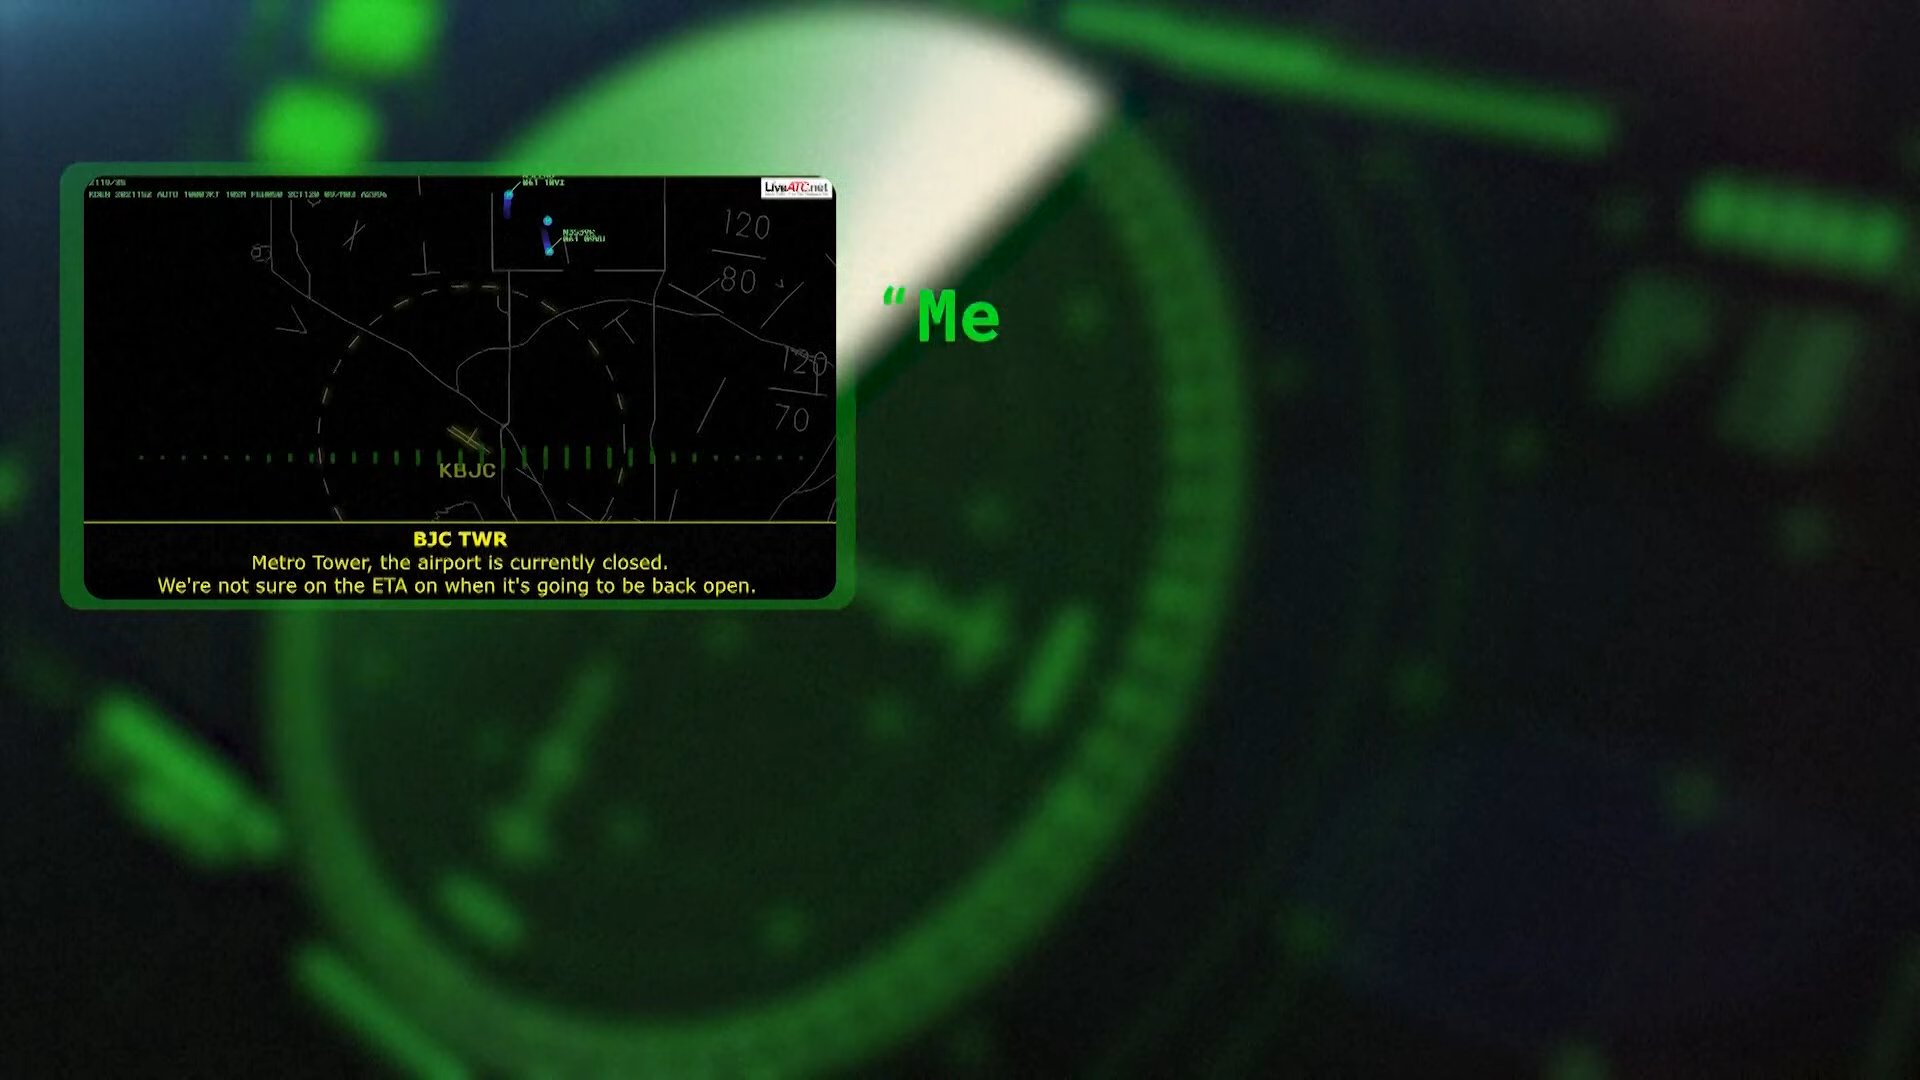 LiveATC.net
120
80
"Me
120
70
KBJC
BJC TWR
Metro Tower, the airport is currently closed.
We're not sure on the ETA on when it's going to be back open.